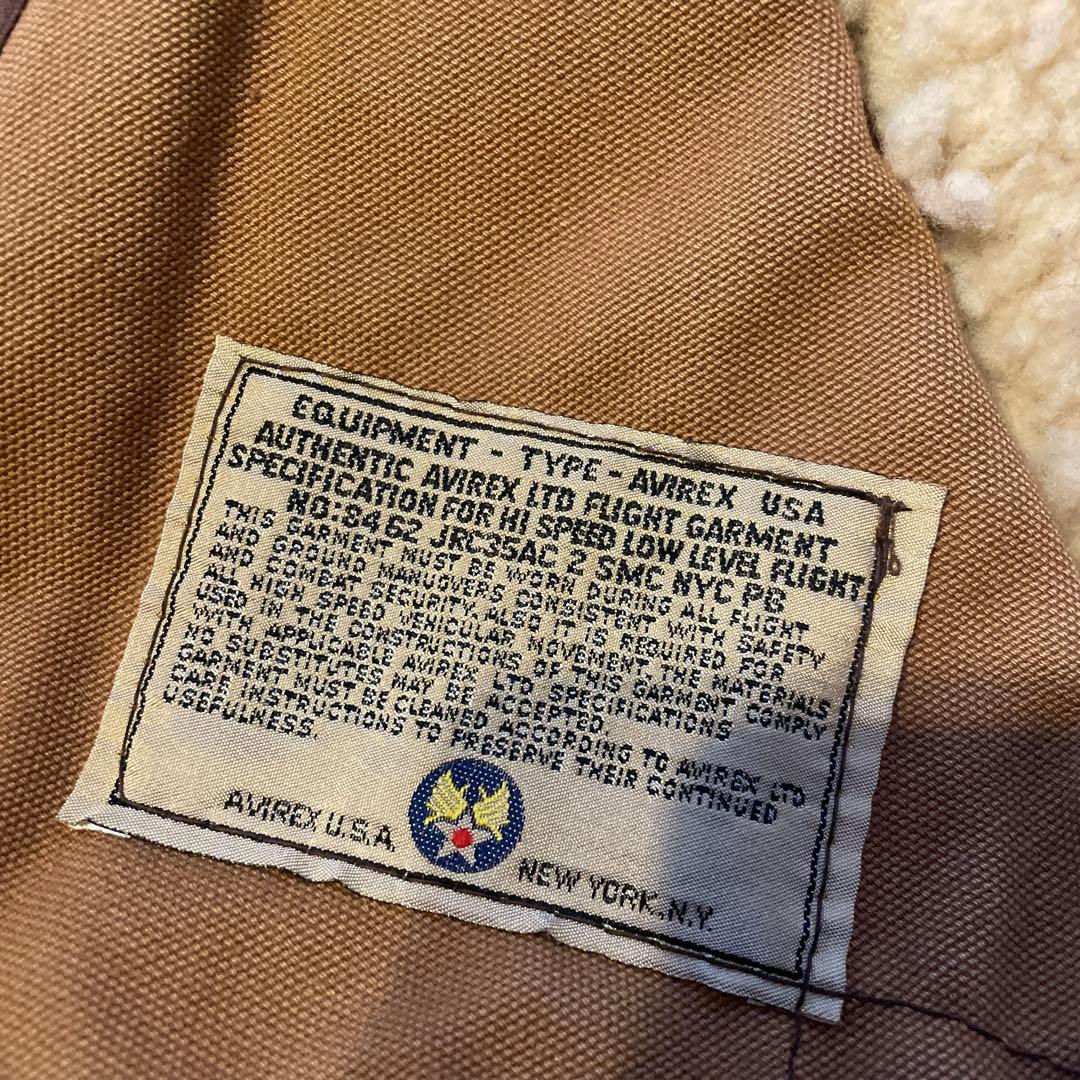 EQUIPMENT - TYPE - AVIREX USA
AUTHENTIC AVIREX LTD FLIGHT GARMENT
SPECIFICATION FOR HI SPEED LOW LEVEL FLIGHT
NO:8462 JRC35AC 2 SMC NYC PB
THIS GARMENT MUST BE WORN DURING ALL FLIGHT
AND GROUND MANUOVERS CONSISTENT WITH SAFETY
AND COMBAT SECURITY. ALSO IT IS REQUIRED FOR
ALL HIGH SPEED VEHICULAR MOVEMENT. THE MATERIALS
USED IN THE CONSTRUCTIONS OF THIS GARMENT COMPLY
WITH APPLICABLE AVIREX LTD SPECIFICATIONS
NO SUBSTITUTES MAY BE ACCEPTED.
GARMENT MUST BE CLEANED ACCORDING TO AVIREX LTD
CARE INSTRUCTIONS TO PRESERVE THEIR CONTINUED
USEFULNESS.
AVIREX U.S.A. NEW YORK, N.Y.